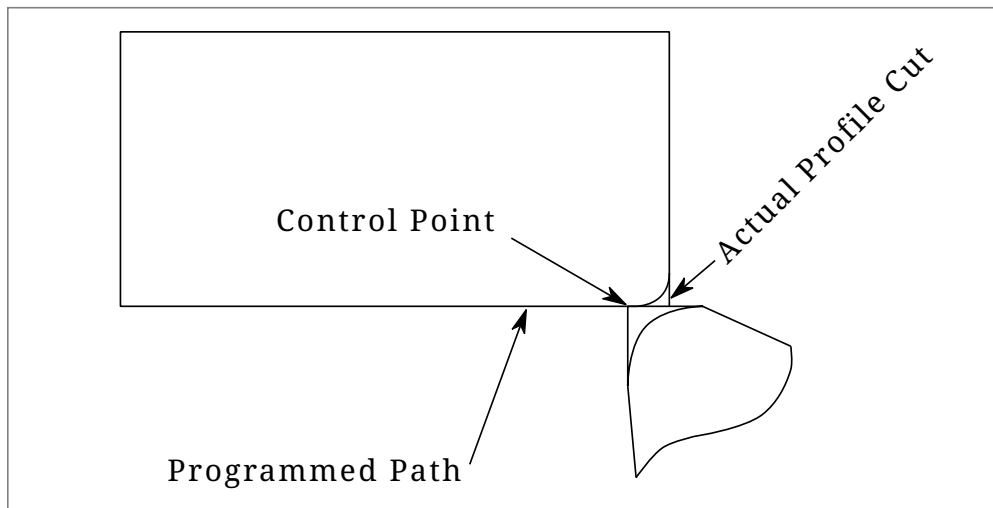 Actual Profile Cut
Control Point
Programmed Path